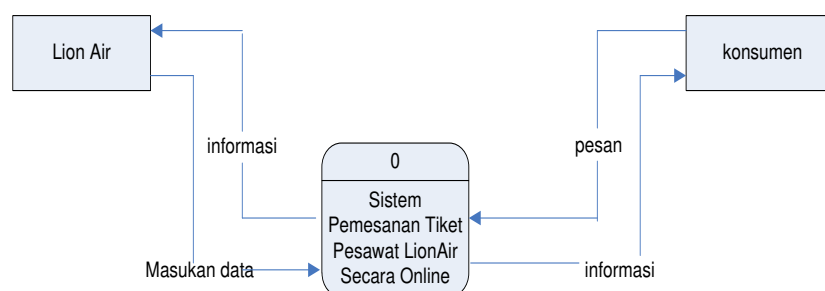 Lion Air
konsumen
informasi
pesan
0
Sistem
Pemesanan Tiket
Pesawat LionAir
Secara Online
Masukan data
informasi